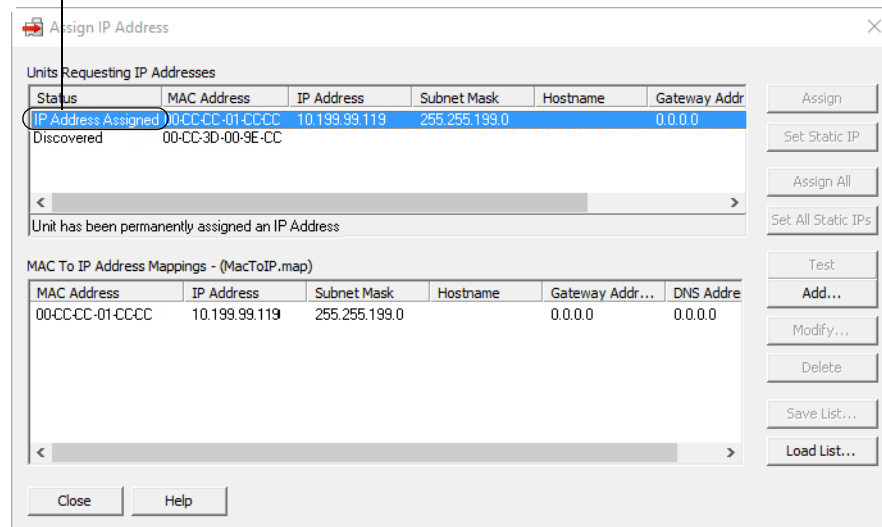 Assign IP Address
Units Requesting IP Addresses
Status MAC Address IP Address Subnet Mask Hostname Gateway Addr
IP Address Assigned 00-CC-CC-01-CC-CC 10.199.99.119 255.255.199.0 0.0.0.0
Discovered 00-CC-3D-00-9E-CC
Unit has been permanently assigned an IP Address
Assign
Set Static IP
Assign All
Set All Static IPs
MAC To IP Address Mappings - (MacToIP.map)
MAC Address IP Address Subnet Mask Hostname Gateway Addr... DNS Addre
00-CC-CC-01-CC-CC 10.199.99.119 255.255.199.0 0.0.0.0 0.0.0.0
Test
Add...
Modify...
Delete
Save List...
Load List...
Close Help